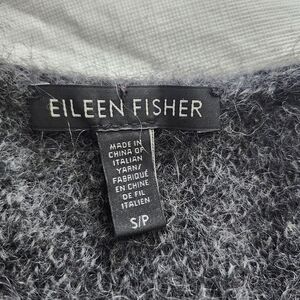 EILEEN FISHER
MADE IN
CHINA OF
ITALIAN
YARN/
FABRIQUÉ
EN CHINE
DE FIL
ITALIEN
S/P